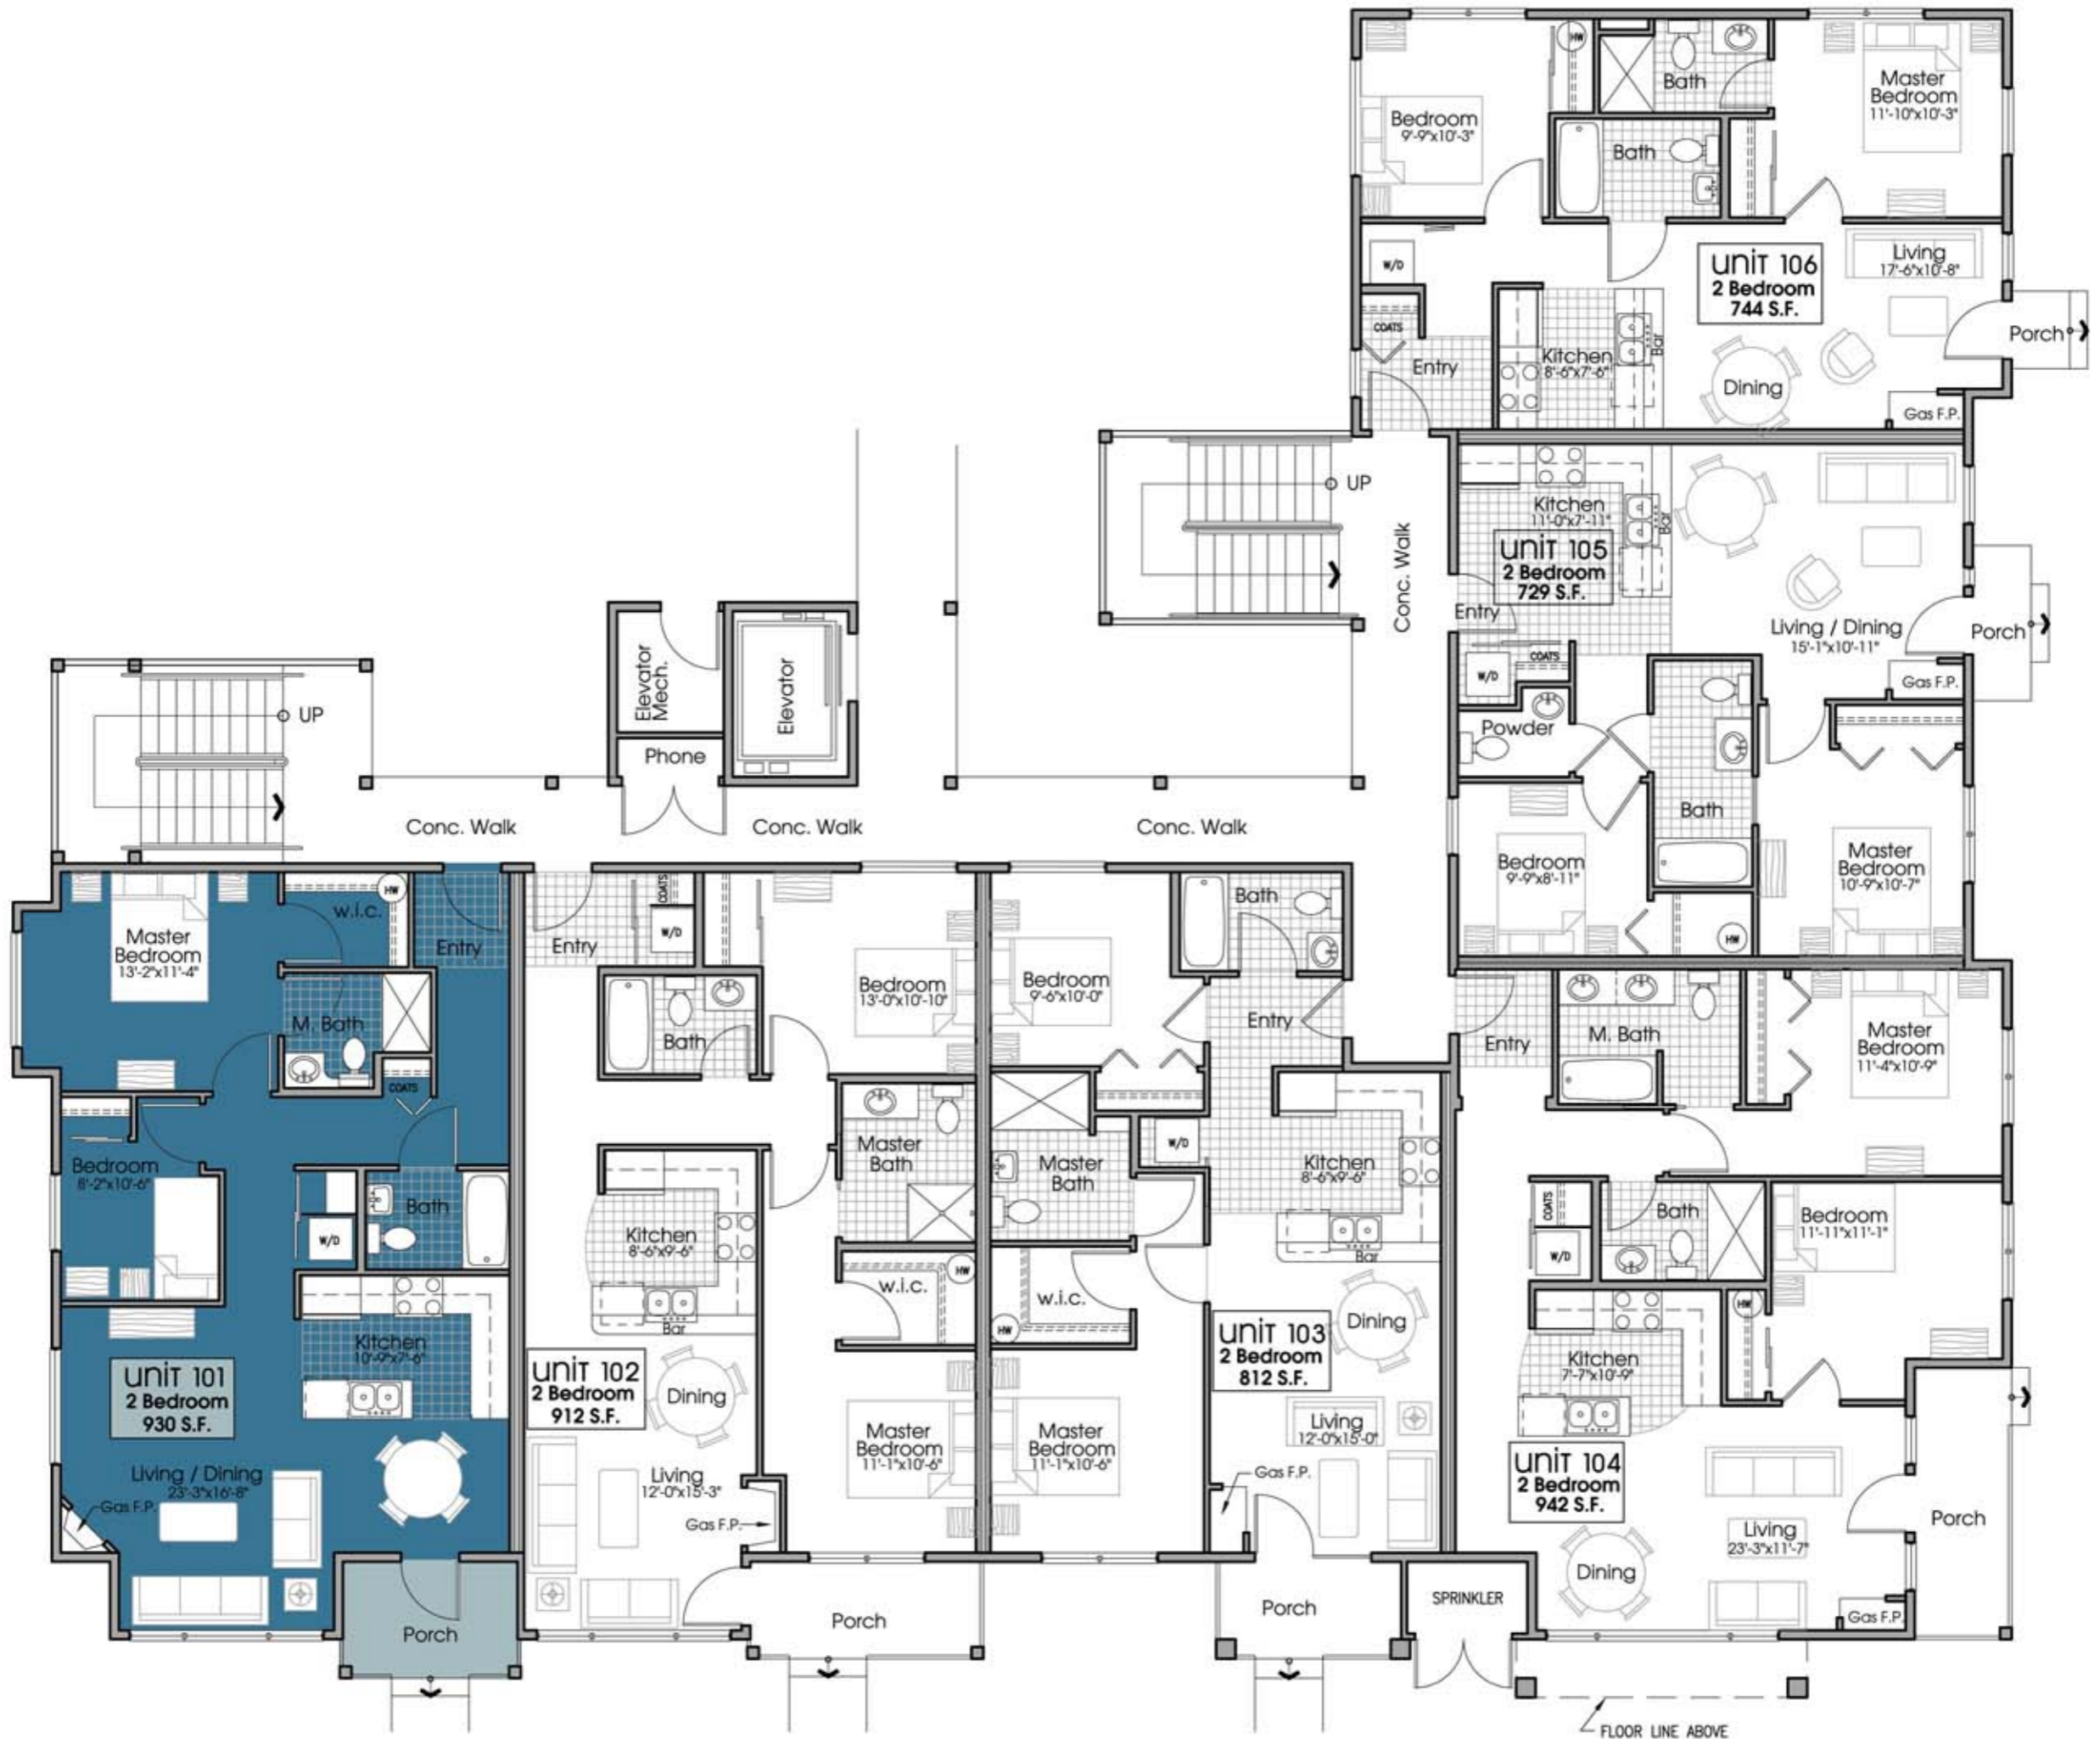 HW
Bath
Master
Bedroom
11'-10"x10'-3"
Bedroom
9'-9"x10'-3"
Bath
W/D
UNIT 106
2 Bedroom
744 S.F.
Living
17'-6"x10'-8"
COATS
Entry
Kitchen
8'-6"x7'-6"
Bar
Dining
Porch
Gas F.P.
UP
Conc. Walk
Kitchen
11'-0"x7'-11"
Bar
UNIT 105
2 Bedroom
729 S.F.
Entry
COATS
W/D
Living / Dining
15'-1"x10'-11"
Porch
Gas F.P.
Powder
Bath
Bedroom
9'-9"x8'-11"
HW
Master
Bedroom
10'-9"x10'-7"
Elevator
Mech.
Elevator
Phone
UP
Conc. Walk
Conc. Walk
Conc. Walk
Master
Bedroom
13'-2"x11'-4"
w.i.c.
HW
Entry
M. Bath
COATS
Bedroom
8'-2"x10'-6"
W/D
Bath
Kitchen
10'-9"x7'-6"
UNIT 101
2 Bedroom
930 S.F.
Living / Dining
23'-3"x16'-8"
Gas F.P.
Porch
Entry
COATS
W/D
Bath
Bedroom
13'-0"x10'-10"
Master
Bath
Kitchen
8'-6"x9'-6"
Bar
w.i.c.
HW
UNIT 102
2 Bedroom
912 S.F.
Dining
Living
12'-0"x15'-3"
Gas F.P.
Master
Bedroom
11'-1"x10'-6"
Porch
Bedroom
9'-6"x10'-0"
Bath
Entry
Master
Bath
W/D
Kitchen
8'-6"x9'-6"
Bar
w.i.c.
HW
UNIT 103
2 Bedroom
812 S.F.
Dining
Master
Bedroom
11'-1"x10'-6"
Living
12'-0"x15'-0"
Gas F.P.
Porch
SPRINKLER
Entry
M. Bath
Master
Bedroom
11'-4"x10'-9"
COATS
W/D
Bath
Bedroom
11'-11"x11'-1"
HW
Kitchen
7'-7"x10'-9"
UNIT 104
2 Bedroom
942 S.F.
Dining
Living
23'-3"x11'-7"
Gas F.P.
Porch
FLOOR LINE ABOVE